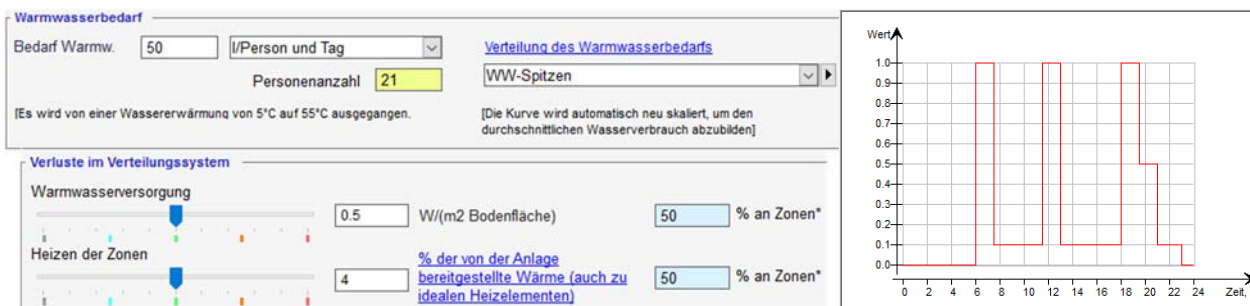 Warmwasserbedarf
Bedarf Warmw. 50 l/Person und Tag
Personenanzahl 21
[Es wird von einer Wassererwärmung von 5°C auf 55°C ausgegangen.
Verteilung des Warmwasserbedarfs
WW-Spitzen
[Die Kurve wird automatisch neu skaliert, um den
durchschnittlichen Wasserverbrauch abzubilden]
Verluste im Verteilungssystem
Warmwasserversorgung
0.5 W/(m2 Bodenfläche) 50 % an Zonen*
Heizen der Zonen
4 % der von der Anlage
bereitgestellte Wärme (auch zu
idealen Heizelementen)
50 % an Zonen*
Wert
1.0
0.9
0.8
0.7
0.6
0.5
0.4
0.3
0.2
0.1
0.0
0 2 4 6 8 10 12 14 16 18 20 22 24
Zeit,